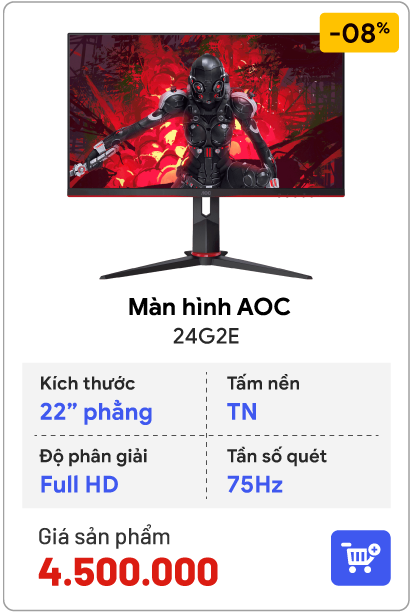 -08%
AOC
Màn hình AOC
24G2E
Kích thước
22” phẳng
Tấm nền
TN
Độ phân giải
Full HD
Tần số quét
75Hz
Giá sản phẩm
4.500.000